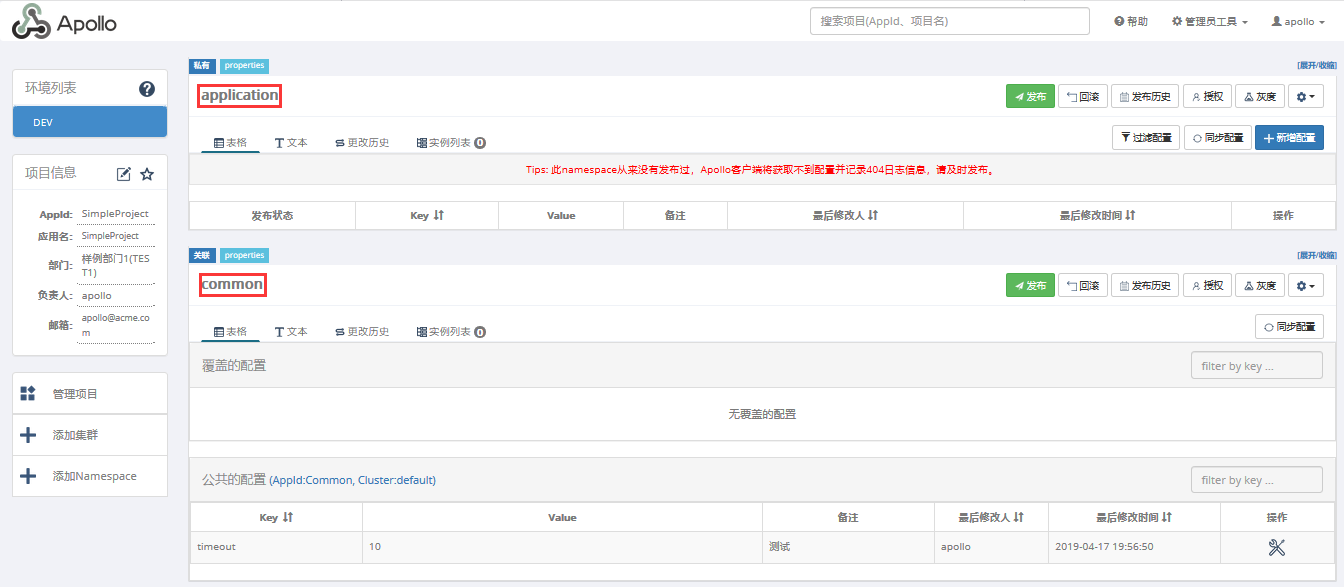 Apollo
搜索项目(AppId、项目名)
帮助
管理员工具
apollo
环境列表
DEV
项目信息
AppId: SimpleProject
应用名: SimpleProject
部门: 样例部门1(TES
T1)
负责人: apollo
邮箱: apollo@acme.co
m
管理项目
添加集群
添加Namespace
私有 properties
[展开/收缩]
application
发布 回滚 发布历史 授权 灰度
表格 文本 更改历史 实例列表 0
过滤配置 同步配置 新增配置
Tips: 此namespace从来没有发布过，Apollo客户端将获取不到配置并记录404日志信息，请及时发布。
发布状态 Key Value 备注 最后修改人 最后修改时间 操作
关联 properties
[展开/收缩]
common
发布 回滚 发布历史 授权 灰度
表格 文本 更改历史 实例列表 0
同步配置
覆盖的配置
filter by key ...
无覆盖的配置
公共的配置 (AppId:Common, Cluster:default)
filter by key ...
Key Value 备注 最后修改人 最后修改时间 操作
timeout 10 测试 apollo 2019-04-17 19:56:50